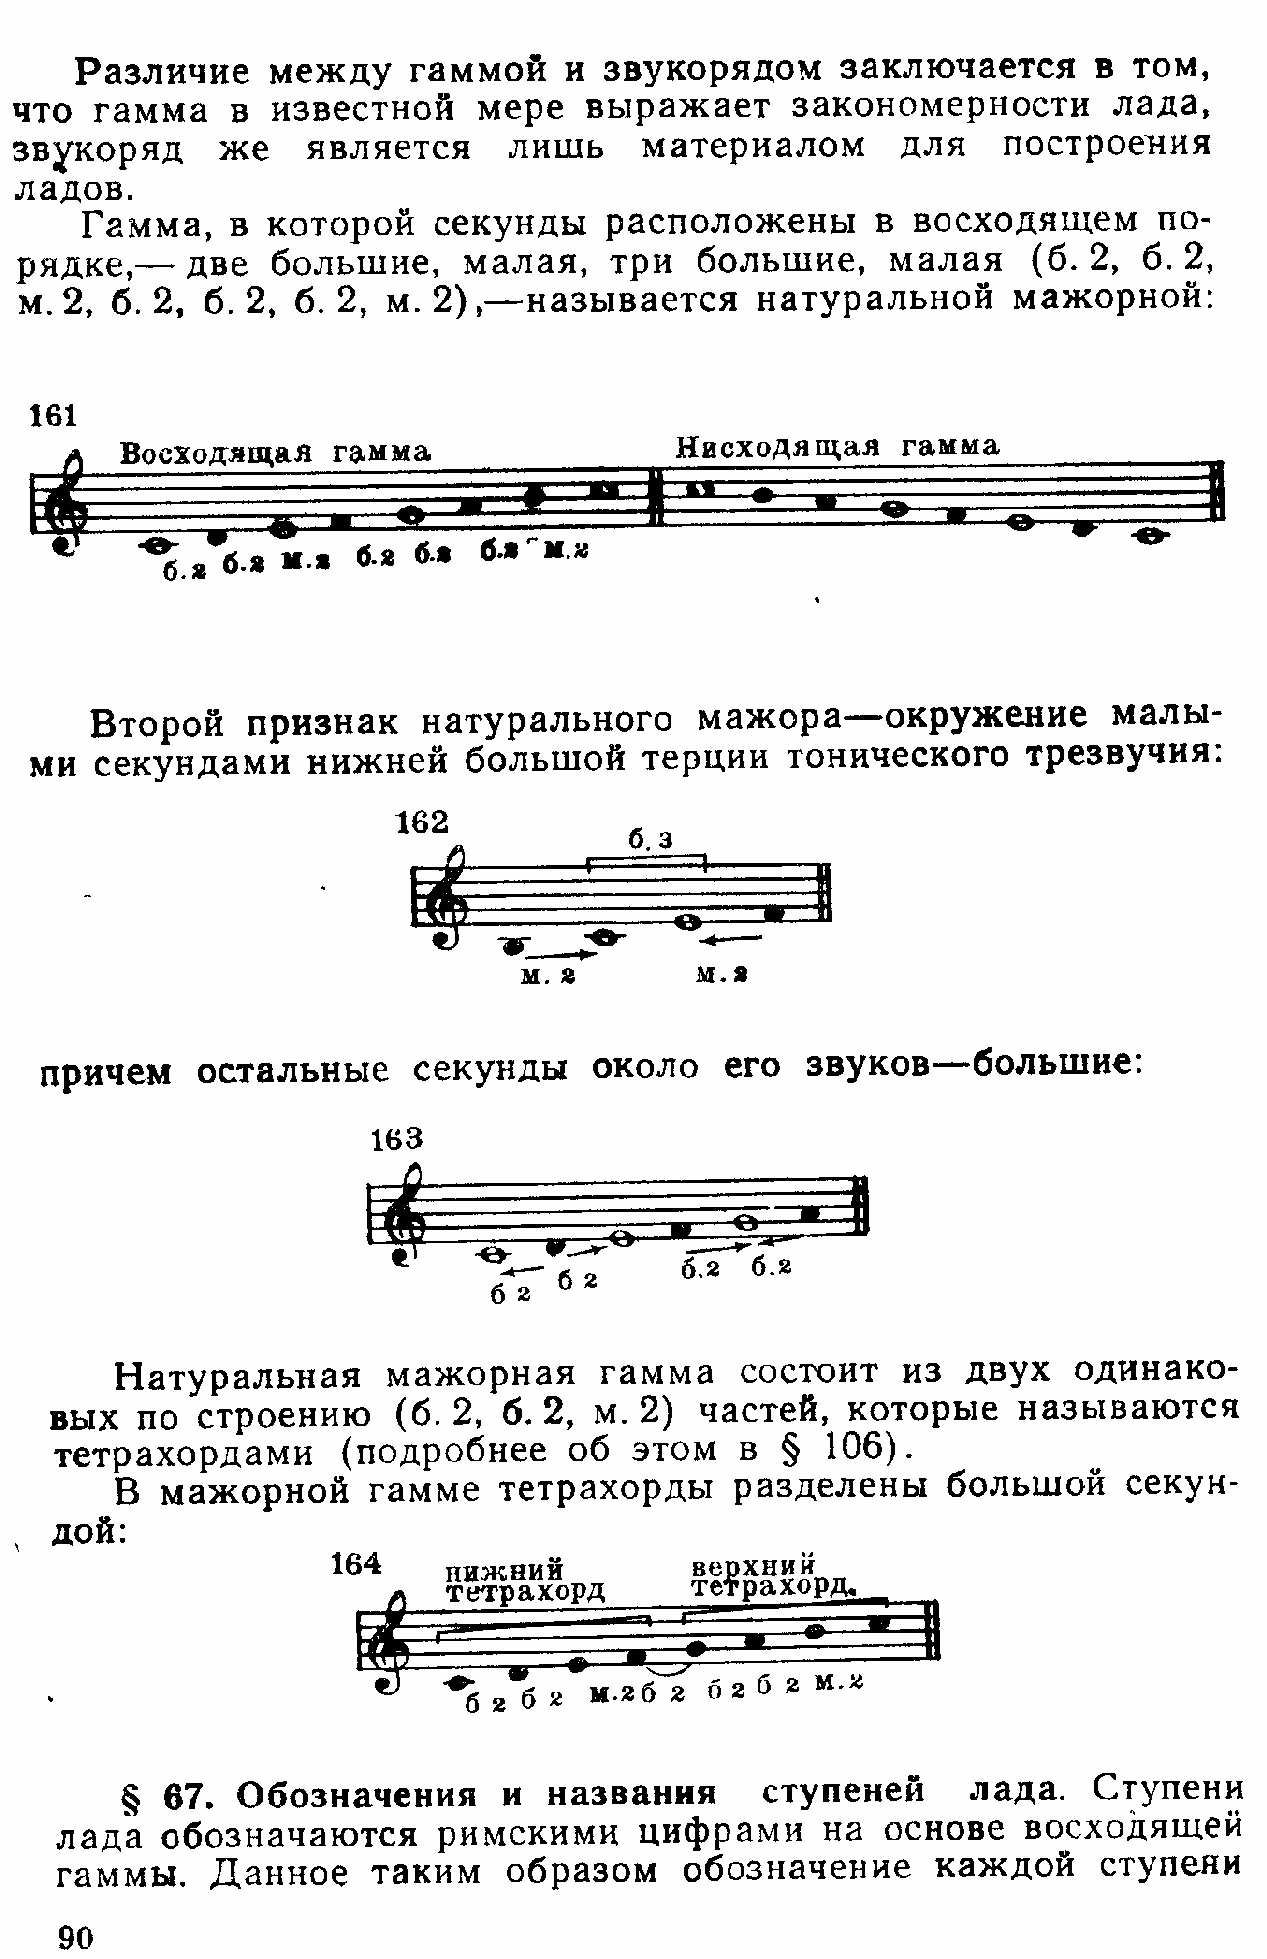 Различие между гаммой и звукорядом заключается в том,
что гамма в известной мере выражает закономерности лада,
звукоряд же является лишь материалом для построения
ладов.
Гамма, в которой секунды расположены в восходящем по-
рядке,— две большие, малая, три большие, малая (б. 2, б. 2,
м. 2, б. 2, б. 2, б. 2, м. 2),—называется натуральной мажорной:
161
Восходящая гамма Нисходящая гамма
б.2 б.2 м.2 б.2 б.2 б.2 м.2
Второй признак натурального мажора—окружение малы-
ми секундами нижней большой терции тонического трезвучия:
162
б. 3
м. 2 м. 2
причем остальные секунды около его звуков—большие:
163
б 2 б 2 б.2 б.2
Натуральная мажорная гамма состоит из двух одинако-
вых по строению (б. 2, б. 2, м. 2) частей, которые называются
тетрахордами (подробнее об этом в § 106).
В мажорной гамме тетрахорды разделены большой секун-
дой:
164
нижний верхний
тетрахорд тетрахорд.
б 2 б 2 м.2 б 2 б 2 б 2 м.2
§ 67. Обозначения и названия ступеней лада. Ступени
лада обозначаются римскими цифрами на основе восходящей
гаммы. Данное таким образом обозначение каждой ступени
90